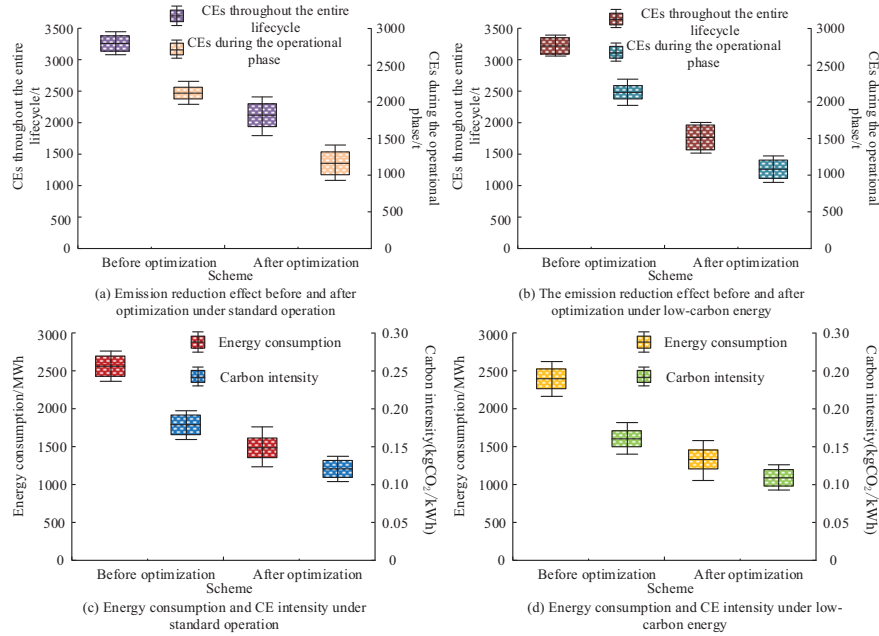 CEs throughout the entire
lifecycle
CEs during the operational
phase
CEs throughout the entire
lifecycle/t
3500
3000
2500
2000
1500
1000
500
0
3000
2500
2000
1500
1000
500
0
CEs during the operational
phase/t
Before optimization
After optimization
Scheme
(a) Emission reduction effect before and after
optimization under standard operation
CEs throughout the entire
lifecycle
CEs during the operational
phase
CEs throughout the entire
lifecycle/t
3500
3000
2500
2000
1500
1000
500
0
3000
2500
2000
1500
1000
500
0
CEs during the operational
phase/t
Before optimization
After optimization
Scheme
(b) The emission reduction effect before and after
optimization under low-carbon energy
Energy consumption
Carbon intensity
Energy consumption/MWh
3000
2500
2000
1500
1000
500
0
0.30
0.25
0.20
0.15
0.10
0.05
0
Carbon intensity(kgCO₂/kWh)
Before optimization
After optimization
Scheme
(c) Energy consumption and CE intensity under
standard operation
Energy consumption
Carbon intensity
Energy consumption/MWh
3000
2500
2000
1500
1000
500
0
0.30
0.25
0.20
0.15
0.10
0.05
0
Carbon intensity(kgCO₂/kWh)
Before optimization
After optimization
Scheme
(d) Energy consumption and CE intensity under low-
carbon energy